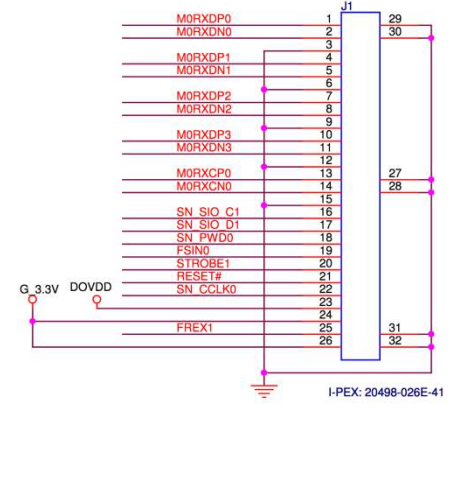 J1
M0RXDP0 1 29
M0RXDN0 2 30
3
M0RXDP1 4
M0RXDN1 5
6
M0RXDP2 7
M0RXDN2 8
9
M0RXDP3 10
M0RXDN3 11
12
M0RXCP0 13 27
M0RXCN0 14 28
15
SN_SIO_C1 16
SN_SIO_D1 17
SN_PWD0 18
FSIN0 19
STROBE1 20
RESET# 21
G_3.3V DOVDD SN_CCLK0 22
23
24
FREX1 25 31
26 32
I-PEX: 20498-026E-41